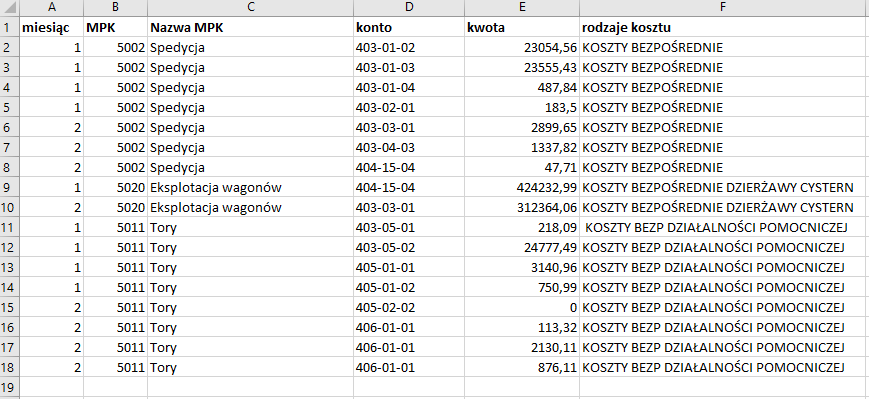 A B C D E F
1 miesiąc MPK Nazwa MPK konto kwota rodzaje kosztu
2 1 5002 Spedycja 403-01-02 23054,56 KOSZTY BEZPOŚREDNIE
3 1 5002 Spedycja 403-01-03 23555,43 KOSZTY BEZPOŚREDNIE
4 1 5002 Spedycja 403-01-04 487,84 KOSZTY BEZPOŚREDNIE
5 1 5002 Spedycja 403-02-01 183,5 KOSZTY BEZPOŚREDNIE
6 2 5002 Spedycja 403-03-01 2899,65 KOSZTY BEZPOŚREDNIE
7 2 5002 Spedycja 403-04-03 1337,82 KOSZTY BEZPOŚREDNIE
8 2 5002 Spedycja 404-15-04 47,71 KOSZTY BEZPOŚREDNIE
9 1 5020 Eksplotacja wagonów 404-15-04 424232,99 KOSZTY BEZPOŚREDNIE DZIERŻAWY CYSTERN
10 2 5020 Eksplotacja wagonów 403-03-01 312364,06 KOSZTY BEZPOŚREDNIE DZIERŻAWY CYSTERN
11 1 5011 Tory 403-05-01 218,09 KOSZTY BEZP DZIAŁALNOŚCI POMOCNICZEJ
12 1 5011 Tory 403-05-02 24777,49 KOSZTY BEZP DZIAŁALNOŚCI POMOCNICZEJ
13 1 5011 Tory 405-01-01 3140,96 KOSZTY BEZP DZIAŁALNOŚCI POMOCNICZEJ
14 1 5011 Tory 405-01-02 750,99 KOSZTY BEZP DZIAŁALNOŚCI POMOCNICZEJ
15 2 5011 Tory 405-02-02 0 KOSZTY BEZP DZIAŁALNOŚCI POMOCNICZEJ
16 2 5011 Tory 406-01-01 113,32 KOSZTY BEZP DZIAŁALNOŚCI POMOCNICZEJ
17 2 5011 Tory 406-01-01 2130,11 KOSZTY BEZP DZIAŁALNOŚCI POMOCNICZEJ
18 2 5011 Tory 406-01-01 876,11 KOSZTY BEZP DZIAŁALNOŚCI POMOCNICZEJ
19